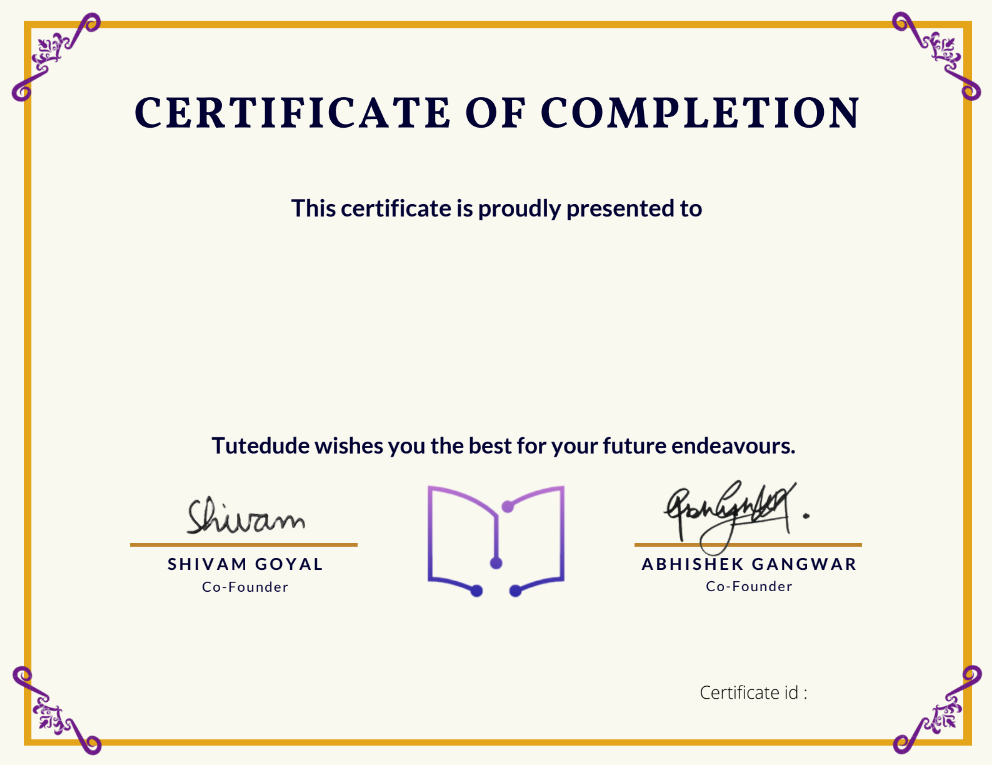 CERTIFICATE OF COMPLETION
This certificate is proudly presented to
Tutedude wishes you the best for your future endeavours.
Shivam
SHIVAM GOYAL
Co-Founder
ABHISHEK GANGWAR
Co-Founder
Certificate id :